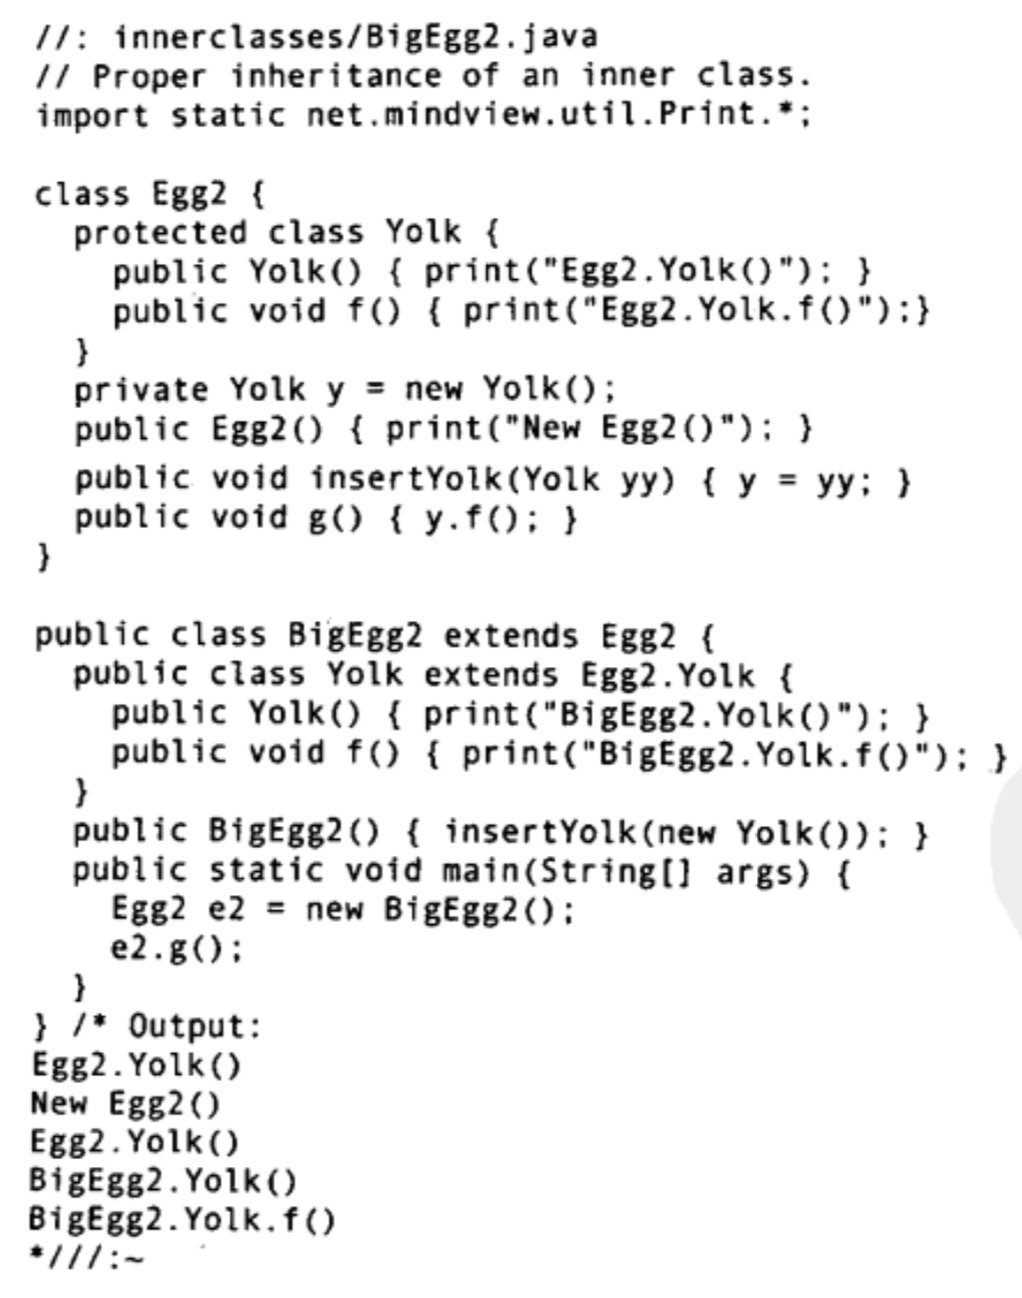 //: innerclasses/BigEgg2.java
// Proper inheritance of an inner class.
import static net.mindview.util.Print.*;
class Egg2 {
protected class Yolk {
public Yolk() { print("Egg2.Yolk()"); }
public void f() { print("Egg2.Yolk.f()");}
}
private Yolk y = new Yolk();
public Egg2() { print("New Egg2()"); }
public void insertYolk(Yolk yy) { y = yy; }
public void g() { y.f(); }
}
public class BigEgg2 extends Egg2 {
public class Yolk extends Egg2.Yolk {
public Yolk() { print("BigEgg2.Yolk()"); }
public void f() { print("BigEgg2.Yolk.f()"); }
}
public BigEgg2() { insertYolk(new Yolk()); }
public static void main(String[] args) {
Egg2 e2 = new BigEgg2();
e2.g();
}
} /* Output:
Egg2.Yolk()
New Egg2()
Egg2.Yolk()
BigEgg2.Yolk()
BigEgg2.Yolk.f()
*///:~